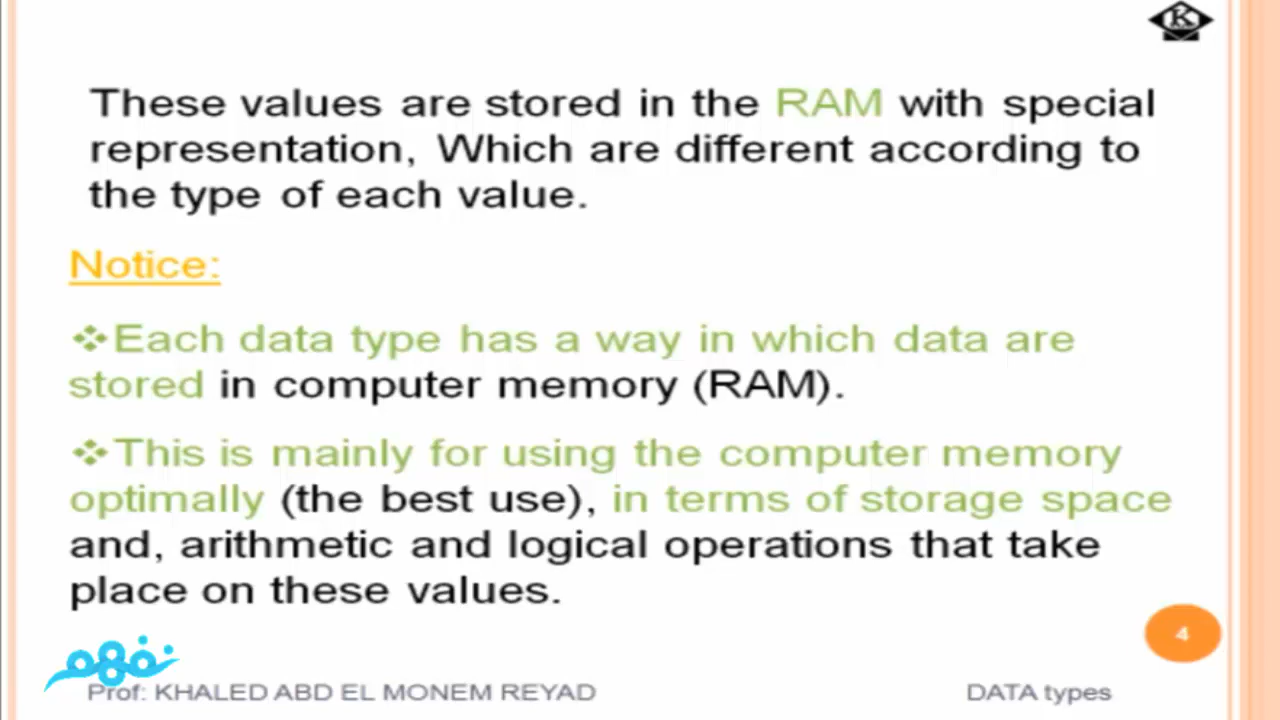 K
These values are stored in the RAM with special
representation, Which are different according to
the type of each value.
Notice:
❖Each data type has a way in which data are
stored in computer memory (RAM).
❖This is mainly for using the computer memory
optimally (the best use), in terms of storage space
and, arithmetic and logical operations that take
place on these values.
4
نفهم
Prof: KHALED ABD EL MONEM REYAD
DATA types